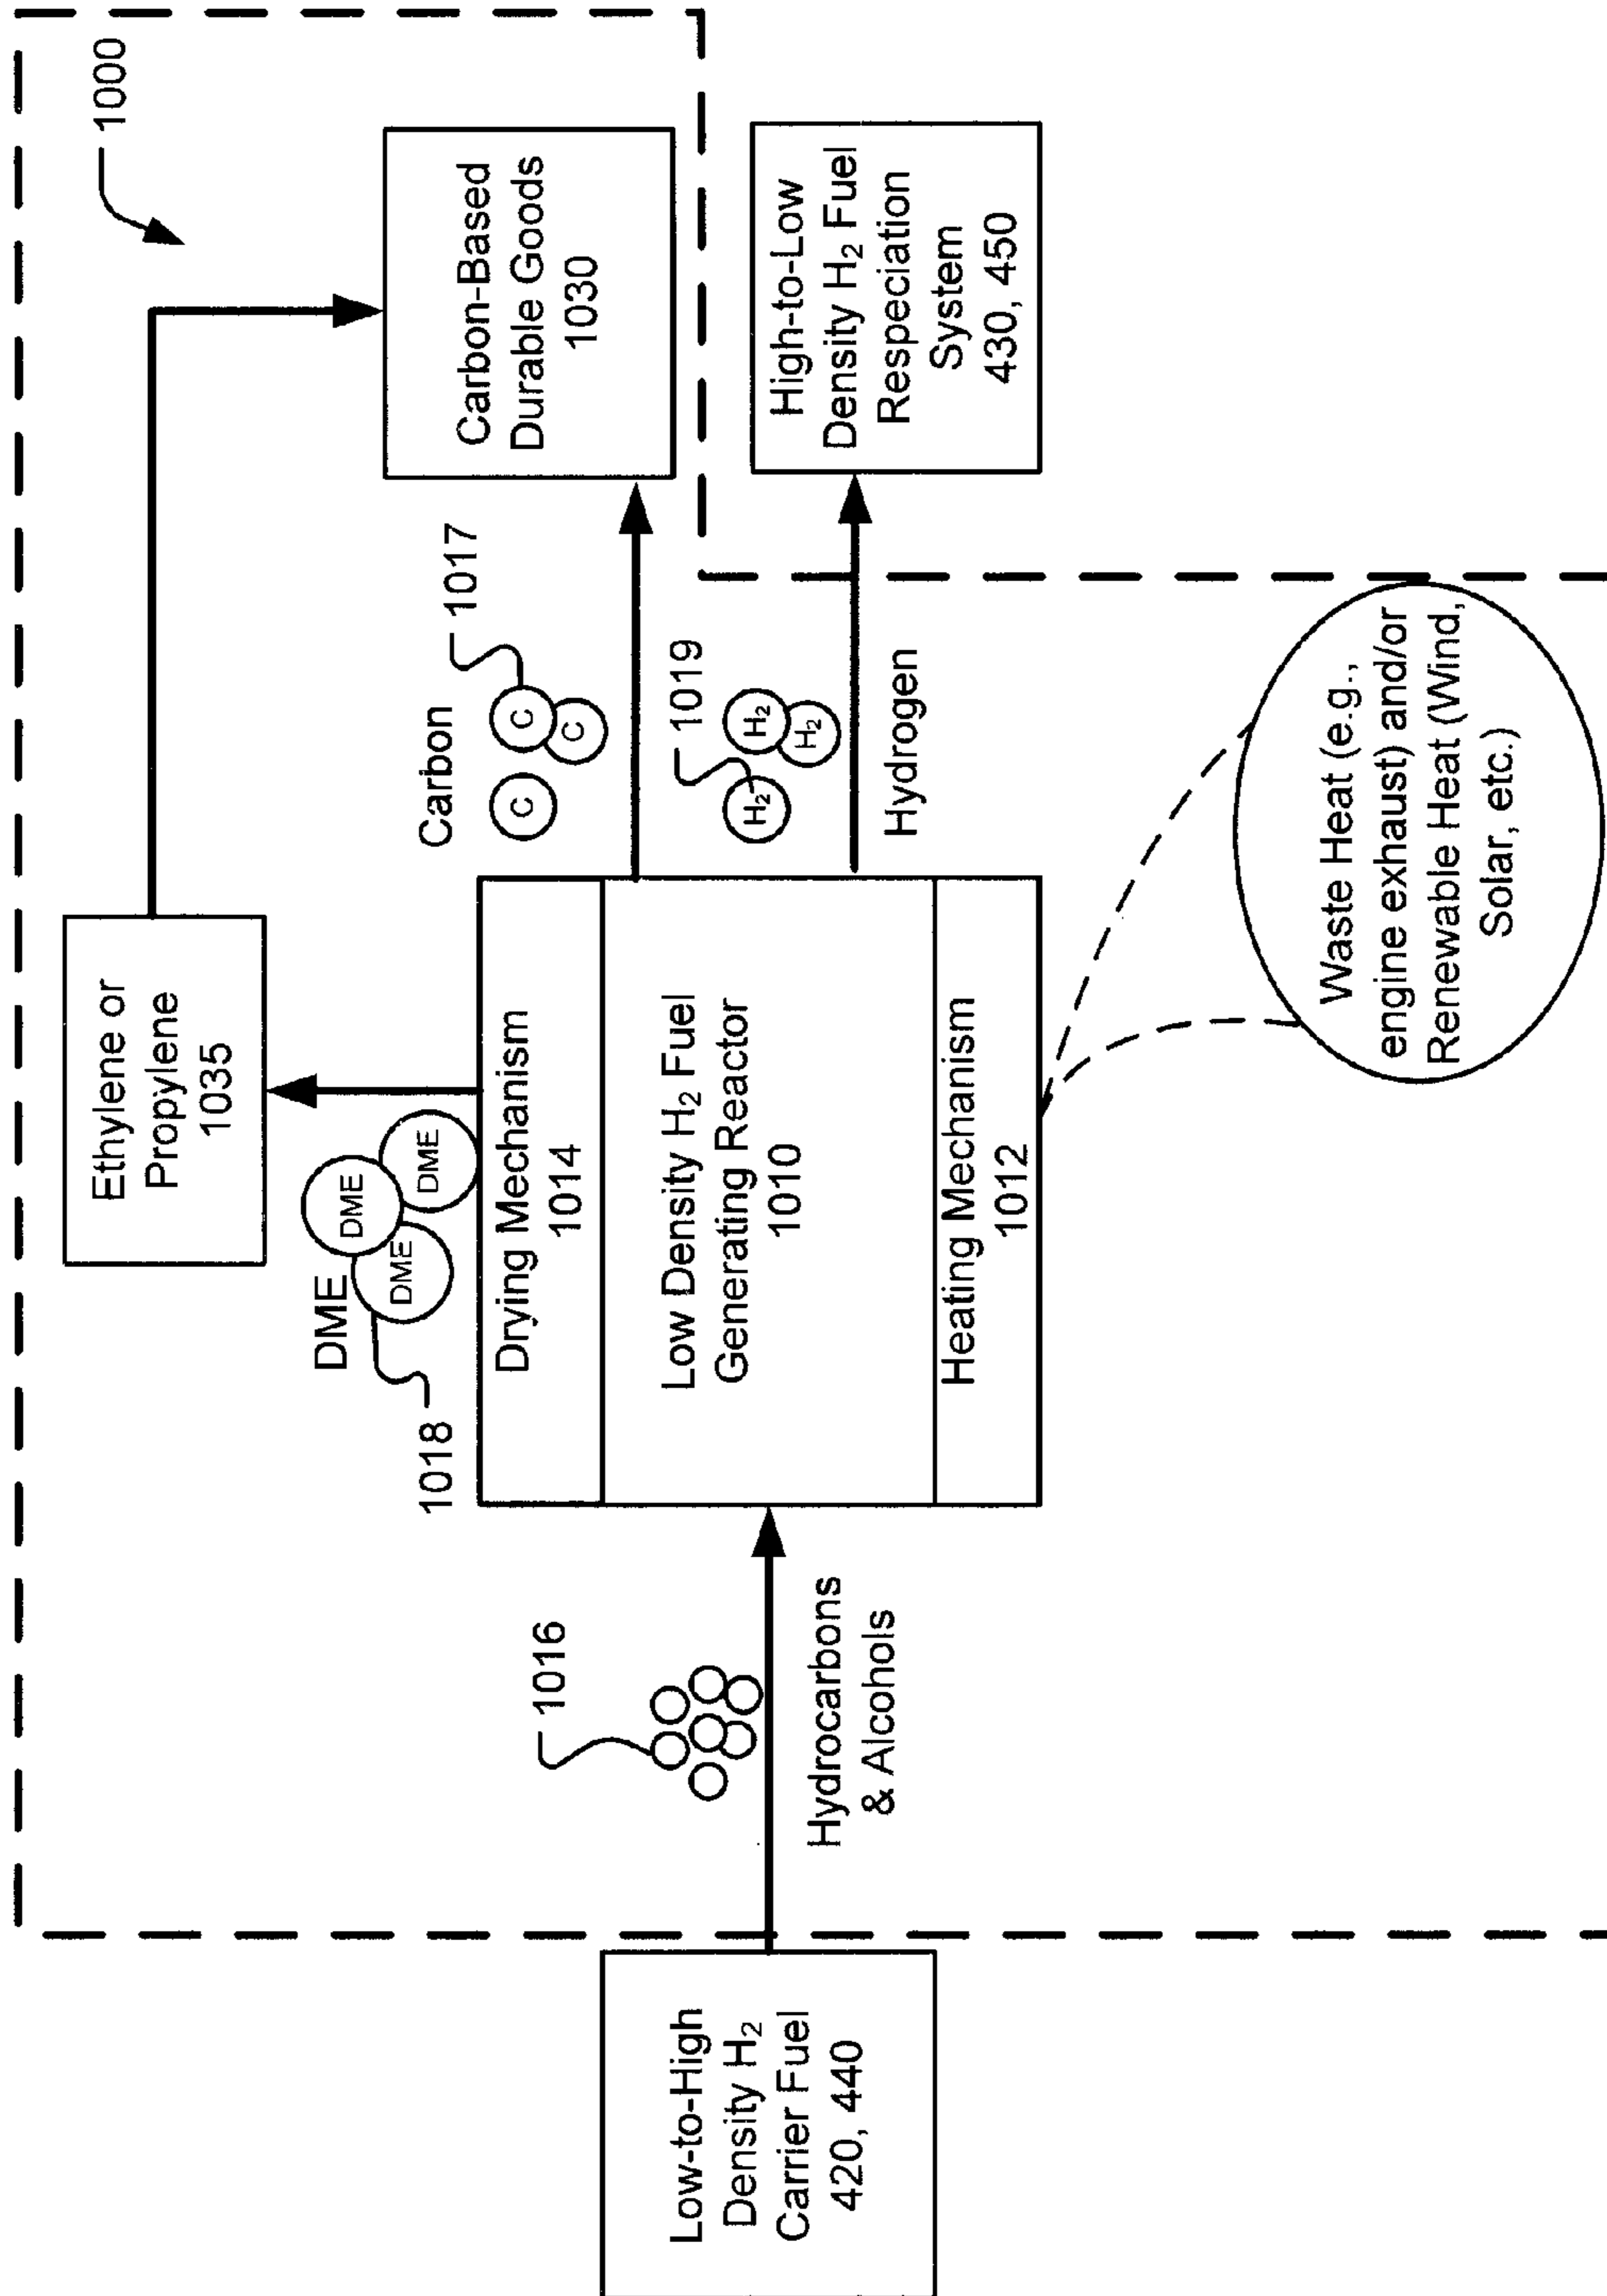 1000
Ethylene or
Propylene
1035
Carbon-Based
Durable Goods
1030
DME
DME
DME
DME
1018
Carbon
C
C
C
1017
Drying Mechanism
1014
Low Density H₂ Fuel
Generating Reactor
1010
Heating Mechanism
1012
1016
Hydrocarbons
& Alcohols
Low-to-High
Density H₂
Carrier Fuel
420, 440
1019
H₂
H₂
H₂
Hydrogen
High-to-Low
Density H₂ Fuel
Respeciation
System
430, 450
Waste Heat (e.g.,
engine exhaust) and/or
Renewable Heat (Wind,
Solar, etc.)